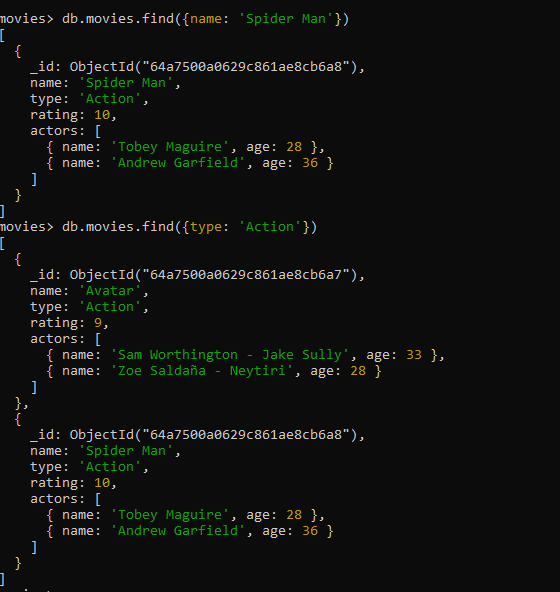 movies> db.movies.find({name: 'Spider Man'})
[
  {
    _id: ObjectId("64a7500a0629c861ae8cb6a8"),
    name: 'Spider Man',
    type: 'Action',
    rating: 10,
    actors: [
      { name: 'Tobey Maguire', age: 28 },
      { name: 'Andrew Garfield', age: 36 }
    ]
  }
]
movies> db.movies.find({type: 'Action'})
[
  {
    _id: ObjectId("64a7500a0629c861ae8cb6a7"),
    name: 'Avatar',
    type: 'Action',
    rating: 9,
    actors: [
      { name: 'Sam Worthington - Jake Sully', age: 33 },
      { name: 'Zoe Saldaña - Neytiri', age: 28 }
    ]
  },
  {
    _id: ObjectId("64a7500a0629c861ae8cb6a8"),
    name: 'Spider Man',
    type: 'Action',
    rating: 10,
    actors: [
      { name: 'Tobey Maguire', age: 28 },
      { name: 'Andrew Garfield', age: 36 }
    ]
  }
]